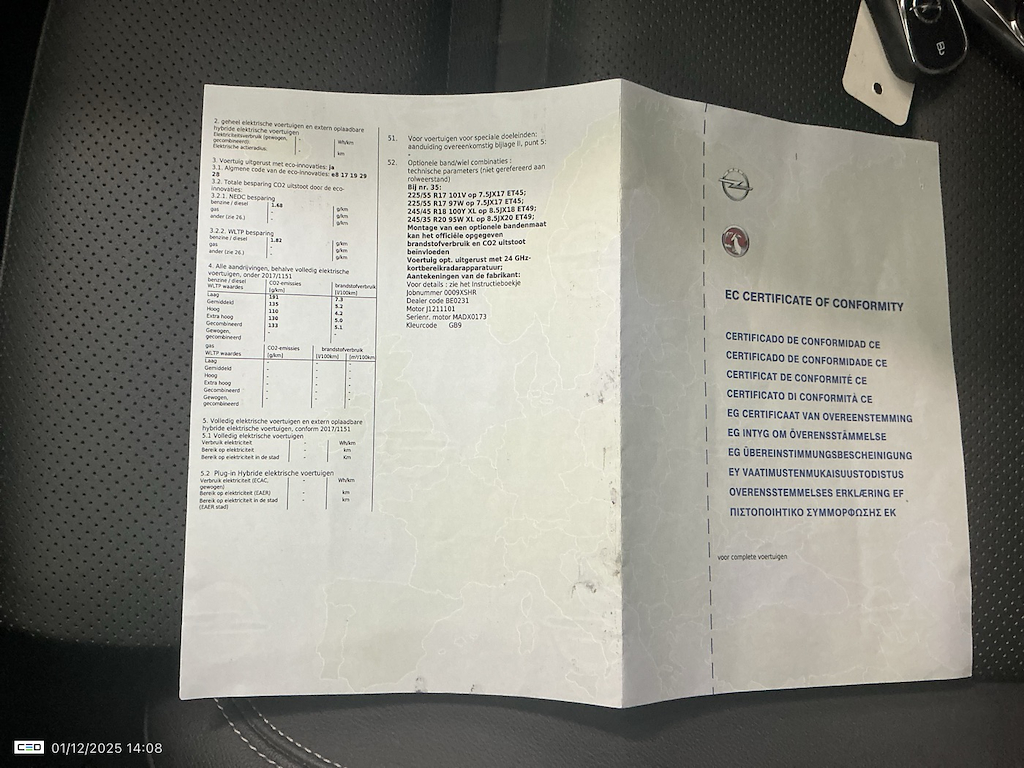 2. geheel elektrische voertuigen en extern oplaadbare
hybride elektrische voertuigen
Elektriciteitsverbruik (gewogen,
gecombineerd): - Wh/km
Elektrische actieradius: - km
3. Voertuig uitgerust met eco-innovaties: ja
3.1. Algmene code van de eco-innovaties: e8 17 19 29
28
3.2. Totale besparing CO2 uitstoot door de eco-
innovaties:
3.2.1. NEDC besparing
benzine / diesel 1.68 g/km
gas - g/km
ander (zie 26.) - g/km
3.2.2. WLTP besparing
benzine / diesel 1.82 g/km
gas - g/km
ander (zie 26.) - g/km
4. Alle aandrijvingen, behalve volledig elektrische
voertuigen, onder 2017/1151
benzine / diesel CO2-emissies brandstofverbruik
WLTP waardes [g/km] [l/100km]
Laag 191 7.3
Gemiddeld 135 5.2
Hoog 110 4.2
Extra hoog 130 5.0
Gecombineerd 133 5.1
Gewogen, - -
gecombineerd
gas CO2-emissies brandstofverbruik
WLTP waardes [g/km] [l/100km] [m³/100km]
Laag - - -
Gemiddeld - - -
Hoog - - -
Extra hoog - - -
Gecombineerd - - -
Gewogen, - - -
gecombineerd
5. Volledig elektrische voertuigen en extern oplaadbare
hybride elektrische voertuigen, conform 2017/1151
5.1 Volledig elektrische voertuigen
Verbruik elektriciteit - Wh/km
Bereik op elektriciteit - km
Bereik op elektriciteit in de stad - Km
5.2 Plug-in Hybride elektrische voertuigen
Verbruik elektriciteit (ECAC, - Wh/km
gewogen)
Bereik op elektriciteit (EAER) - km
Bereik op elektriciteit in de stad - km
(EAER stad)
51. Voor voertuigen voor speciale doeleinden:
aanduiding overeenkomstig bijlage II, punt 5:
-
52. Optionele band/wiel combinaties :
technische parameters (niet gerefereerd aan
rolweerstand)
Bij nr. 35:
225/55 R17 101V op 7.5JX17 ET45;
225/55 R17 97W op 7.5JX17 ET45;
245/45 R18 100Y XL op 8.5JX18 ET49;
245/35 R20 95W XL op 8.5JX20 ET49;
Montage van een optionele bandenmaat
kan het officiële opgegeven
brandstofverbruik en CO2 uitstoot
beïnvloeden
Voertuig opt. uitgerust met 24 GHz-
kortbereikradarapparatuur;
Aantekeningen van de fabrikant:
Voor details : zie het Instructieboekje
Jobnummer 0009XSHR
Dealer code BE0231
Motor J1211101
Serienr. motor MADX0173
Kleurcode GB9
EC CERTIFICATE OF CONFORMITY
CERTIFICADO DE CONFORMIDAD CE
CERTIFICADO DE CONFORMIDADE CE
CERTIFICAT DE CONFORMITÉ CE
CERTIFICATO DI CONFORMITÀ CE
EG CERTIFICAAT VAN OVEREENSTEMMING
EG INTYG OM ÖVERENSSTÄMMELSE
EG ÜBEREINSTIMMUNGSBESCHEINIGUNG
EY VAATIMUSTENMUKAISUUSTODISTUS
OVERENSSTEMMELSES ERKLÆRING EF
ΠΙΣΤΟΠΟΙΗΤΙΚΟ ΣΥΜΜΟΡΦΩΣΗΣ ΕΚ
voor complete voertuigen
CEO 01/12/2025 14:08